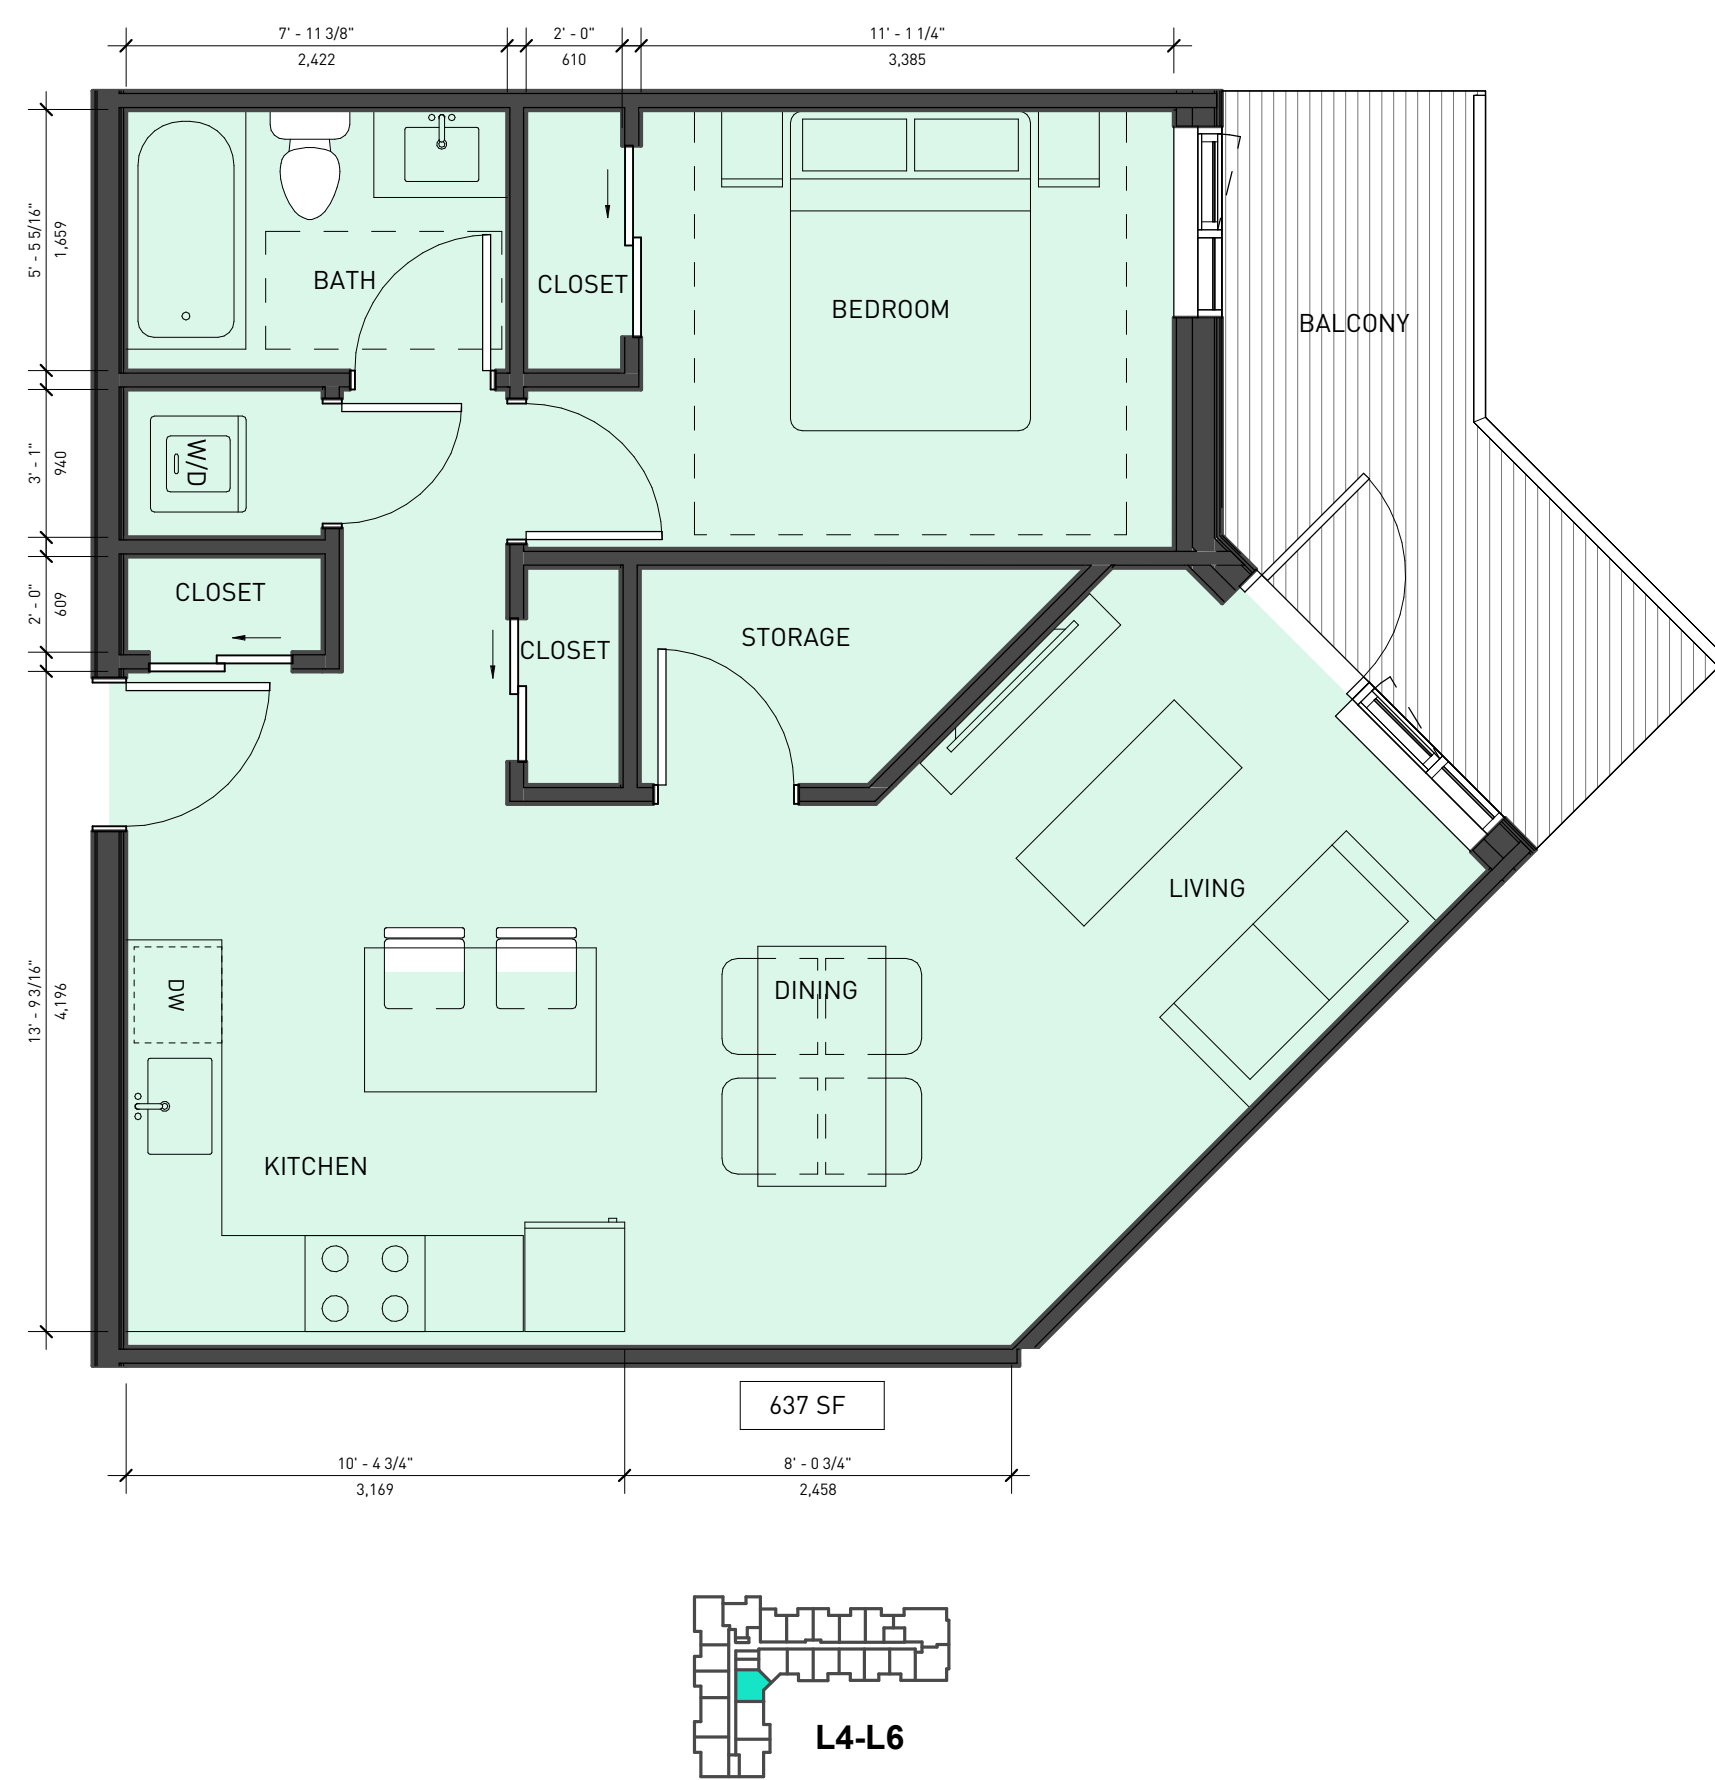 7' - 11 3/8" 2' - 0" 11' - 1 1/4"
2,422 610 3,385
5' - 5 5/16"
1,659
3' - 1"
940
2' - 0"
609
13' - 9 3/16"
4,196
BATH
CLOSET
BEDROOM
BALCONY
W/D
CLOSET
CLOSET
STORAGE
LIVING
DW
DINING
KITCHEN
637 SF
10' - 4 3/4" 8' - 0 3/4"
3,169 2,458
L4-L6